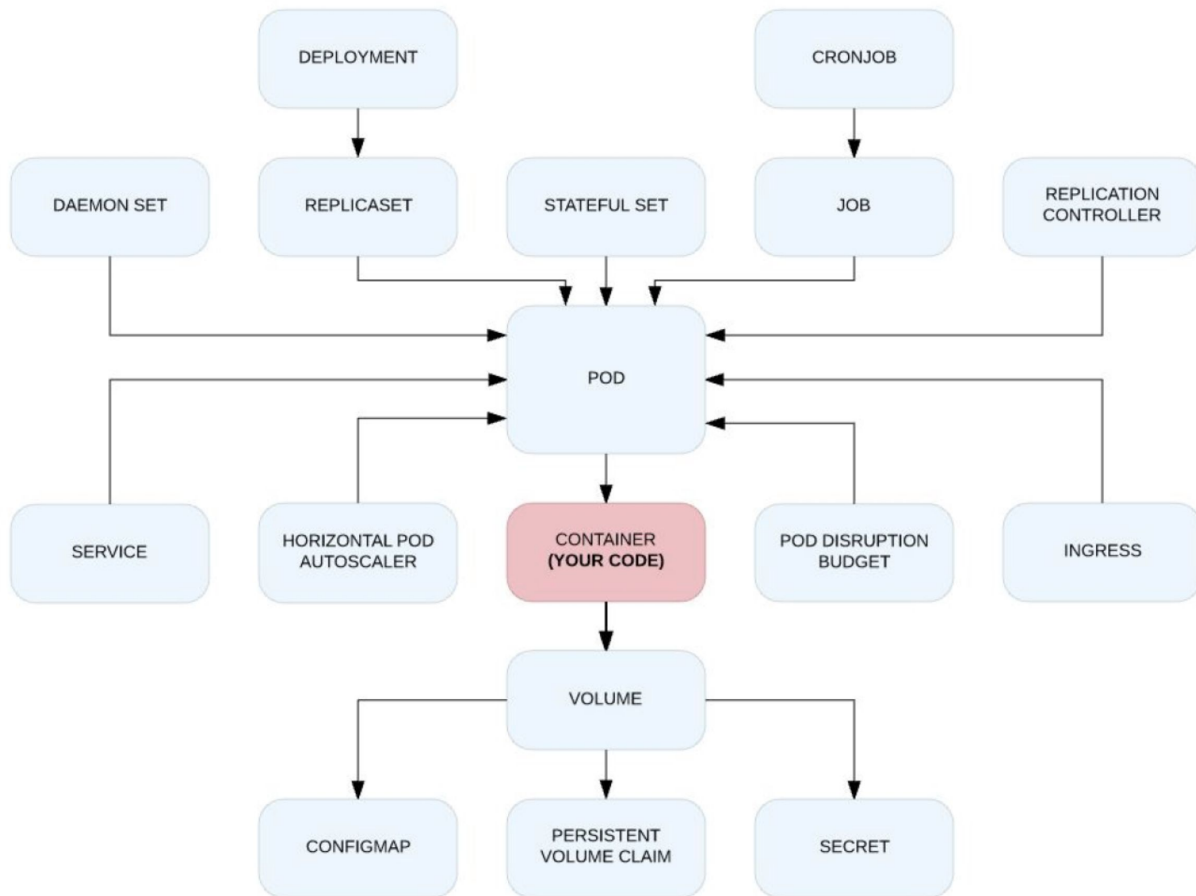 DEPLOYMENT
CRONJOB
DAEMON SET
REPLICASET
STATEFUL SET
JOB
REPLICATION
CONTROLLER
POD
SERVICE
HORIZONTAL POD
AUTOSCALER
CONTAINER
(YOUR CODE)
POD DISRUPTION
BUDGET
INGRESS
VOLUME
CONFIGMAP
PERSISTENT
VOLUME CLAIM
SECRET